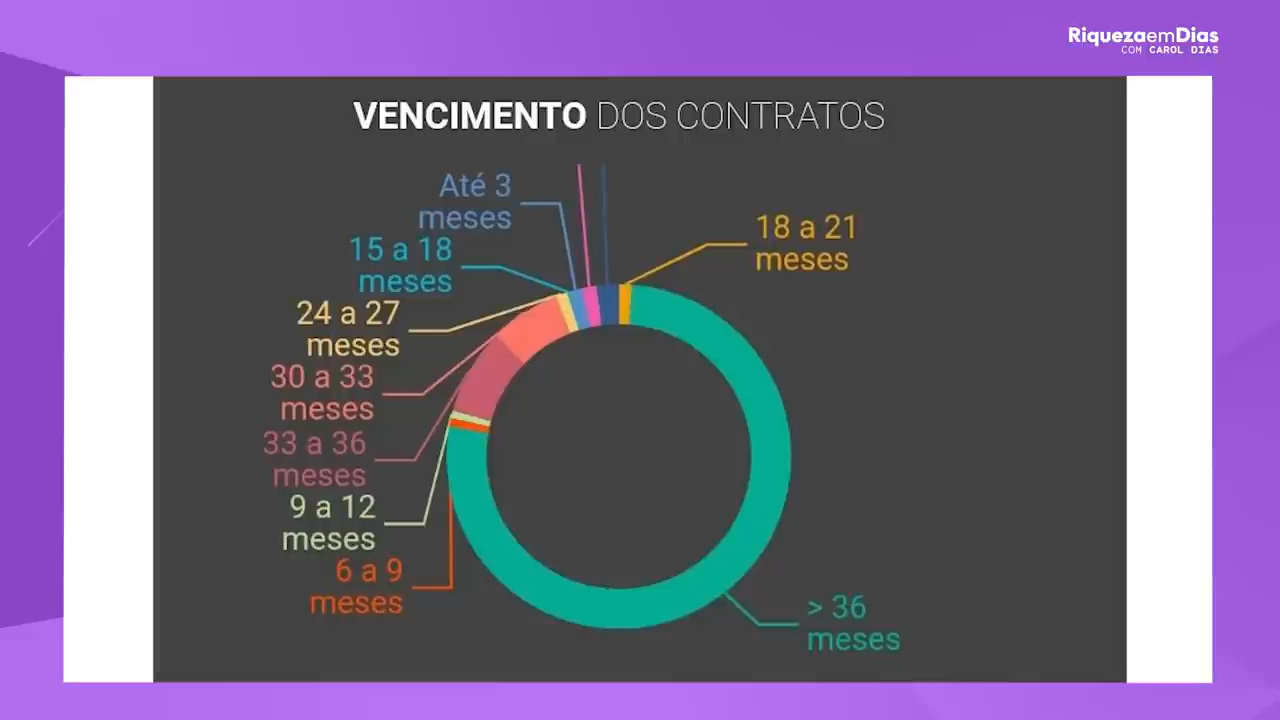 RiquezaemDias
COM CAROL DIAS
VENCIMENTO DOS CONTRATOS
Até 3
meses
18 a 21
meses
15 a 18
meses
24 a 27
meses
30 a 33
meses
33 a 36
meses
9 a 12
meses
6 a 9
meses
> 36
meses